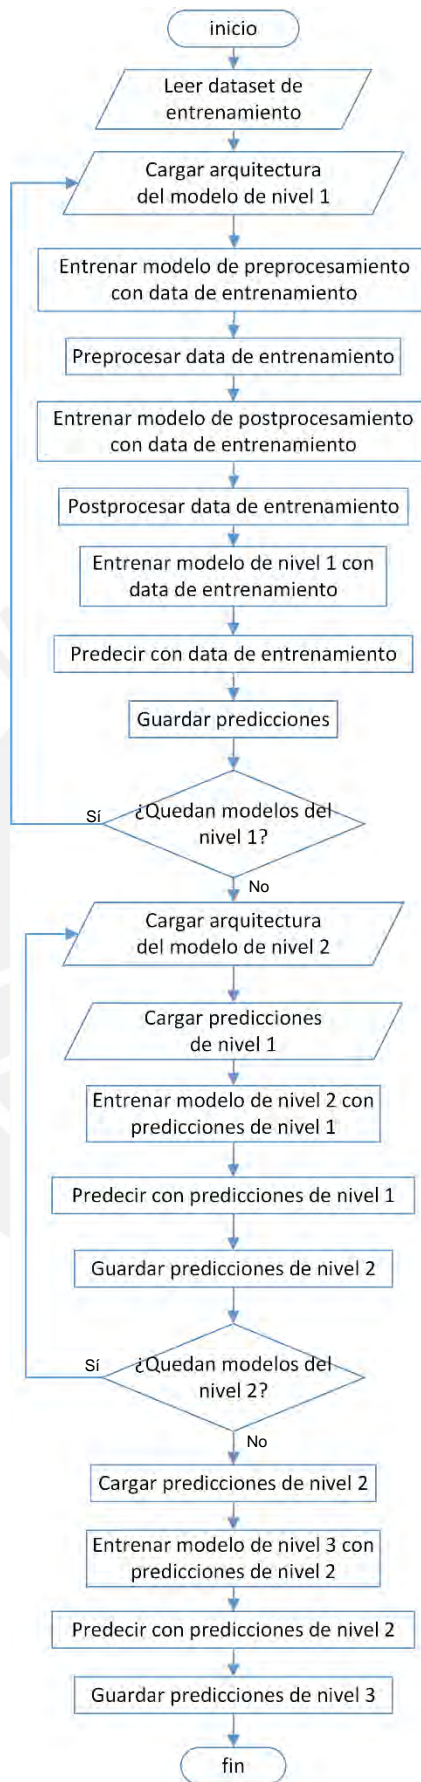 inicio
Leer dataset de
entrenamiento
Cargar arquitectura
del modelo de nivel 1
Entrenar modelo de preprocesamiento
con data de entrenamiento
Preprocesar data de entrenamiento
Entrenar modelo de postprocesamiento
con data de entrenamiento
Postprocesar data de entrenamiento
Entrenar modelo de nivel 1 con
data de entrenamiento
Predecir con data de entrenamiento
Guardar predicciones
¿Quedan modelos del
nivel 1?
Sí
No
Cargar arquitectura
del modelo de nivel 2
Cargar predicciones
de nivel 1
Entrenar modelo de nivel 2 con
predicciones de nivel 1
Predecir con predicciones de nivel 1
Guardar predicciones de nivel 2
¿Quedan modelos del
nivel 2?
Sí
No
Cargar predicciones de nivel 2
Entrenar modelo de nivel 3 con
predicciones de nivel 2
Predecir con predicciones de nivel 2
Guardar predicciones de nivel 3
fin